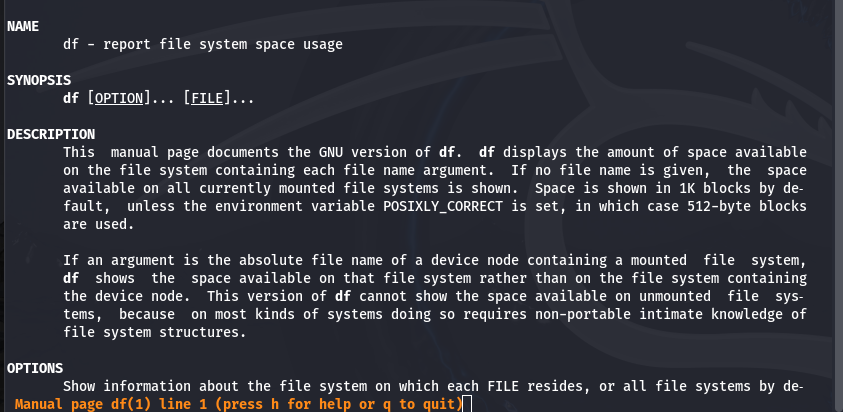 NAME
df - report file system space usage
SYNOPSIS
df [OPTION]... [FILE]...
DESCRIPTION
This manual page documents the GNU version of df. df displays the amount of space available
on the file system containing each file name argument. If no file name is given, the space
available on all currently mounted file systems is shown. Space is shown in 1K blocks by de-
fault, unless the environment variable POSIXLY_CORRECT is set, in which case 512-byte blocks
are used.
If an argument is the absolute file name of a device node containing a mounted file system,
df shows the space available on that file system rather than on the file system containing
the device node. This version of df cannot show the space available on unmounted file sys-
tems, because on most kinds of systems doing so requires non-portable intimate knowledge of
file system structures.
OPTIONS
Show information about the file system on which each FILE resides, or all file systems by de-
Manual page df(1) line 1 (press h for help or q to quit)